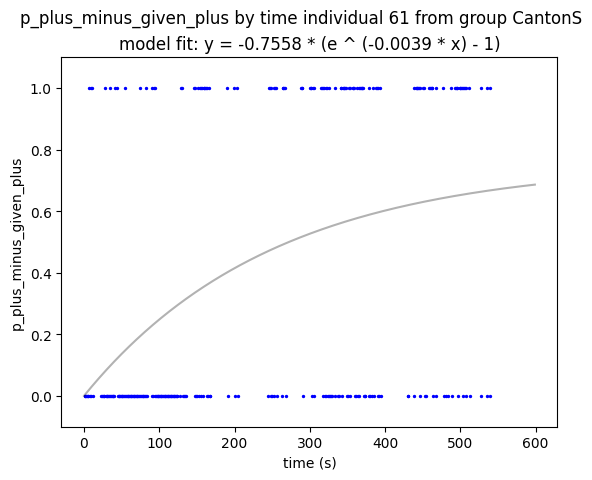 p_plus_minus_given_plus by time individual 61 from group CantonS
model fit: y = -0.7558 * (e ^ (-0.0039 * x) - 1)
p_plus_minus_given_plus
1.0
0.8
0.6
0.4
0.2
0.0
0 100 200 300 400 500 600
time (s)